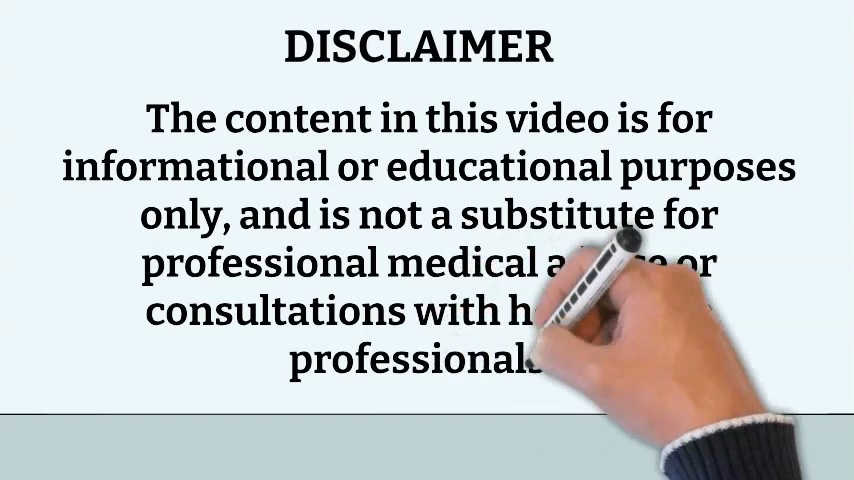 DISCLAIMER
The content in this video is for
informational or educational purposes
only, and is not a substitute for
professional medical or
consultations with
professionals